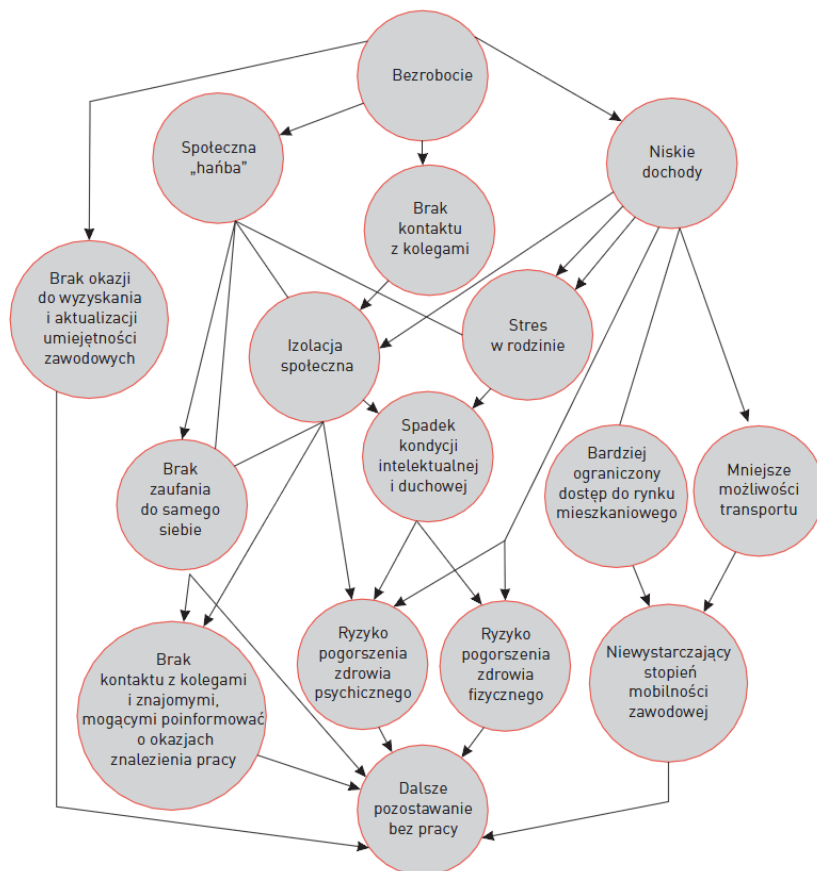 Bezrobocie
Społeczna
„hańba”
Niskie
dochody
Brak
kontaktu
z kolegami
Brak okazji
do wyzyskania
i aktualizacji
umiejętności
zawodowych
Izolacja
społeczna
Stres
w rodzinie
Spadek
kondycji
intelektualnej
i duchowej
Brak
zaufania
do samego
siebie
Bardziej
ograniczony
dostęp do rynku
mieszkaniowego
Mniejsze
możliwości
transportu
Brak
kontaktu z kolegami
i znajomymi,
mogącymi poinformować
o okazjach
znalezienia pracy
Ryzyko
pogorszenia
zdrowia
psychicznego
Ryzyko
pogorszenia
zdrowia
fizycznego
Niewystarczający
stopień
mobilności
zawodowej
Dalsze
pozostawanie
bez pracy